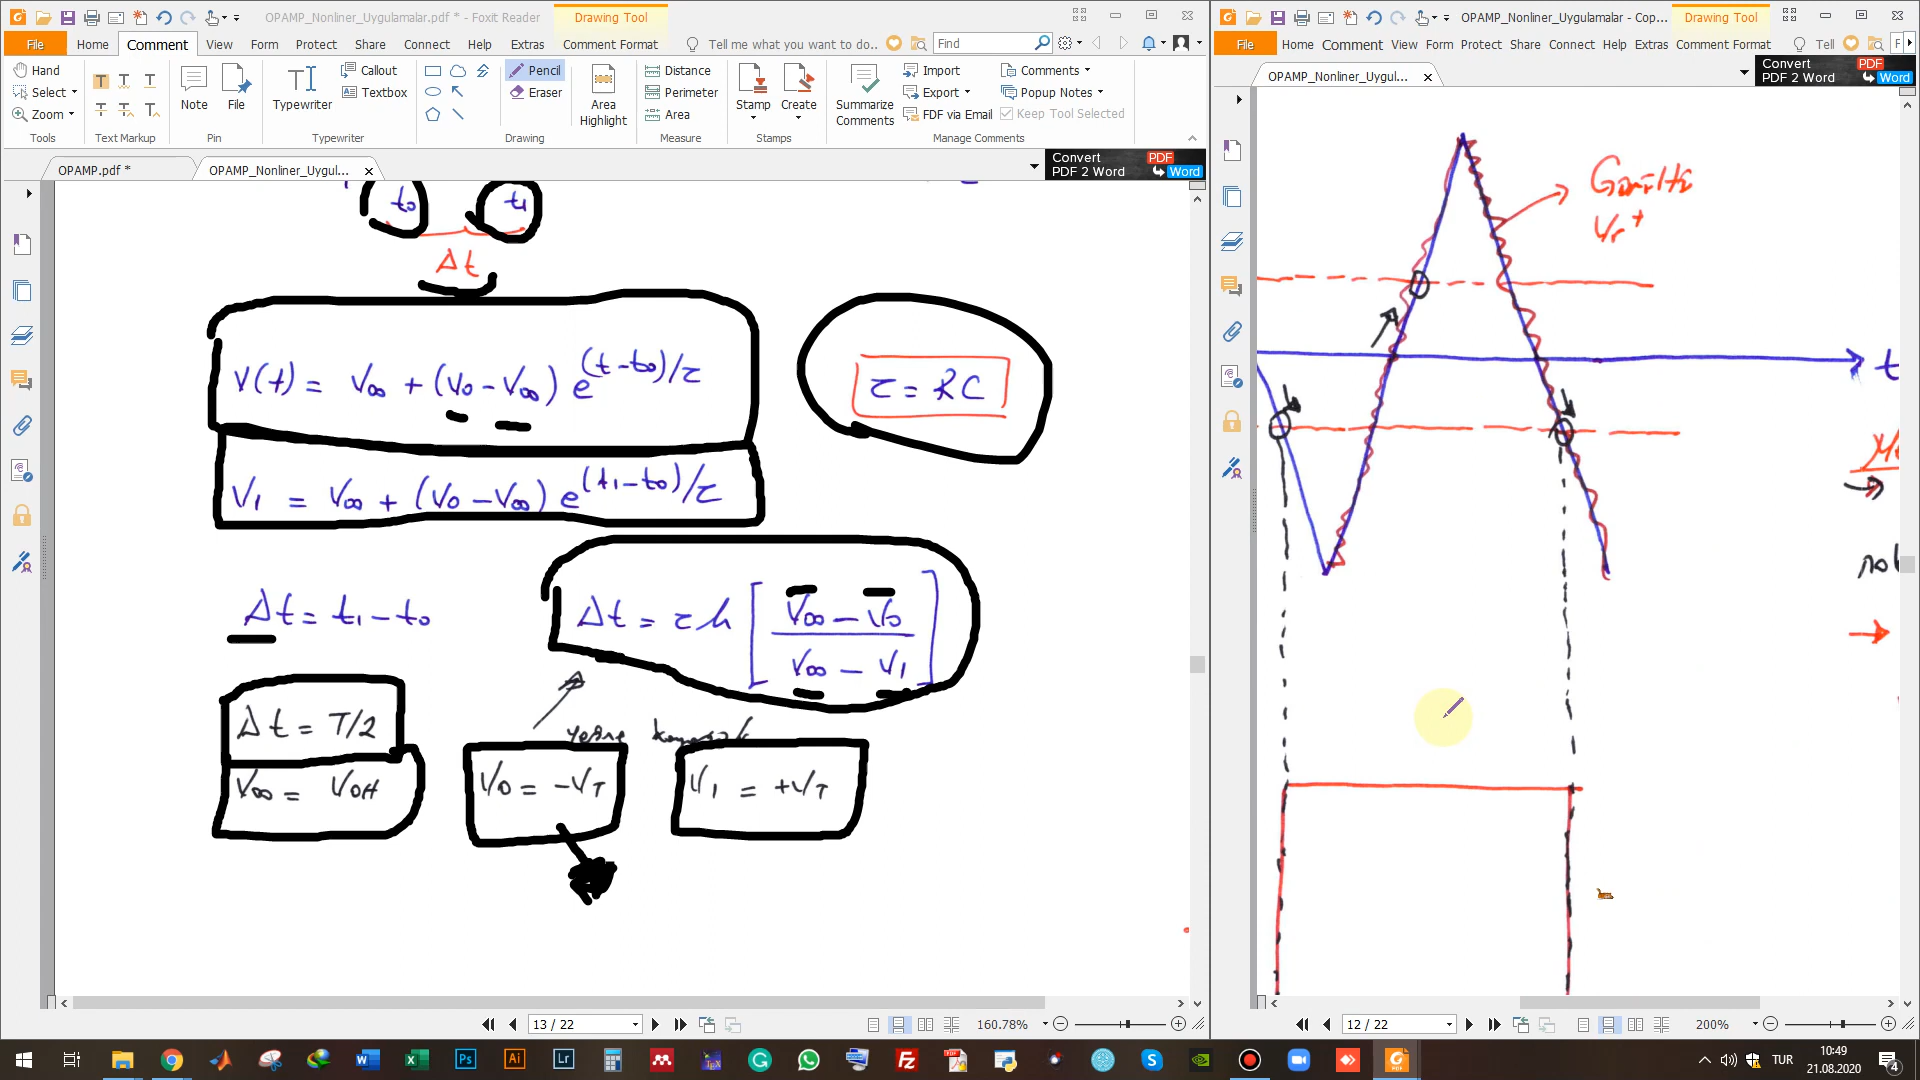 OPAMP_Nonliner_Uygulamalar.pdf * - Foxit Reader
Drawing Tool
File Home Comment View Form Protect Share Connect Help Extras Comment Format Tell me what you want to do.. Find
Hand
Select
Zoom
Tools
Text Markup
Note
File
Pin
Typewriter
Callout
Textbox
Typewriter
Pencil
Eraser
Drawing
Area Highlight
Distance
Perimeter
Area
Measure
Stamp
Create
Stamps
Summarize Comments
Import
Export
FDF via Email
Comments
Popup Notes
Keep Tool Selected
Manage Comments
OPAMP.pdf *
OPAMP_Nonliner_Uygul...
Convert PDF
PDF 2 Word Word
t0 t1
Δt
V(t) = V∞ + (V0 - V∞) e^(t-t0)/τ
τ = RC
V1 = V∞ + (V0 - V∞) e^(t1-t0)/τ
Δt = t1 - t0
Δt = τ ln [ V∞ - V0 / V∞ - V1 ]
yerine
Δt = T/2
V∞ = VOH
V0 = -VT
V1 = +VT
13 / 22
160.78%
OPAMP_Nonliner_Uygulamalar - Cop...
Drawing Tool
File Home Comment View Form Protect Share Connect Help Extras Comment Format Tell F
OPAMP_Nonliner_Uygul...
Convert PDF
PDF 2 Word Word
t
12 / 22
200%
TUR
10:49
21.08.2020
4